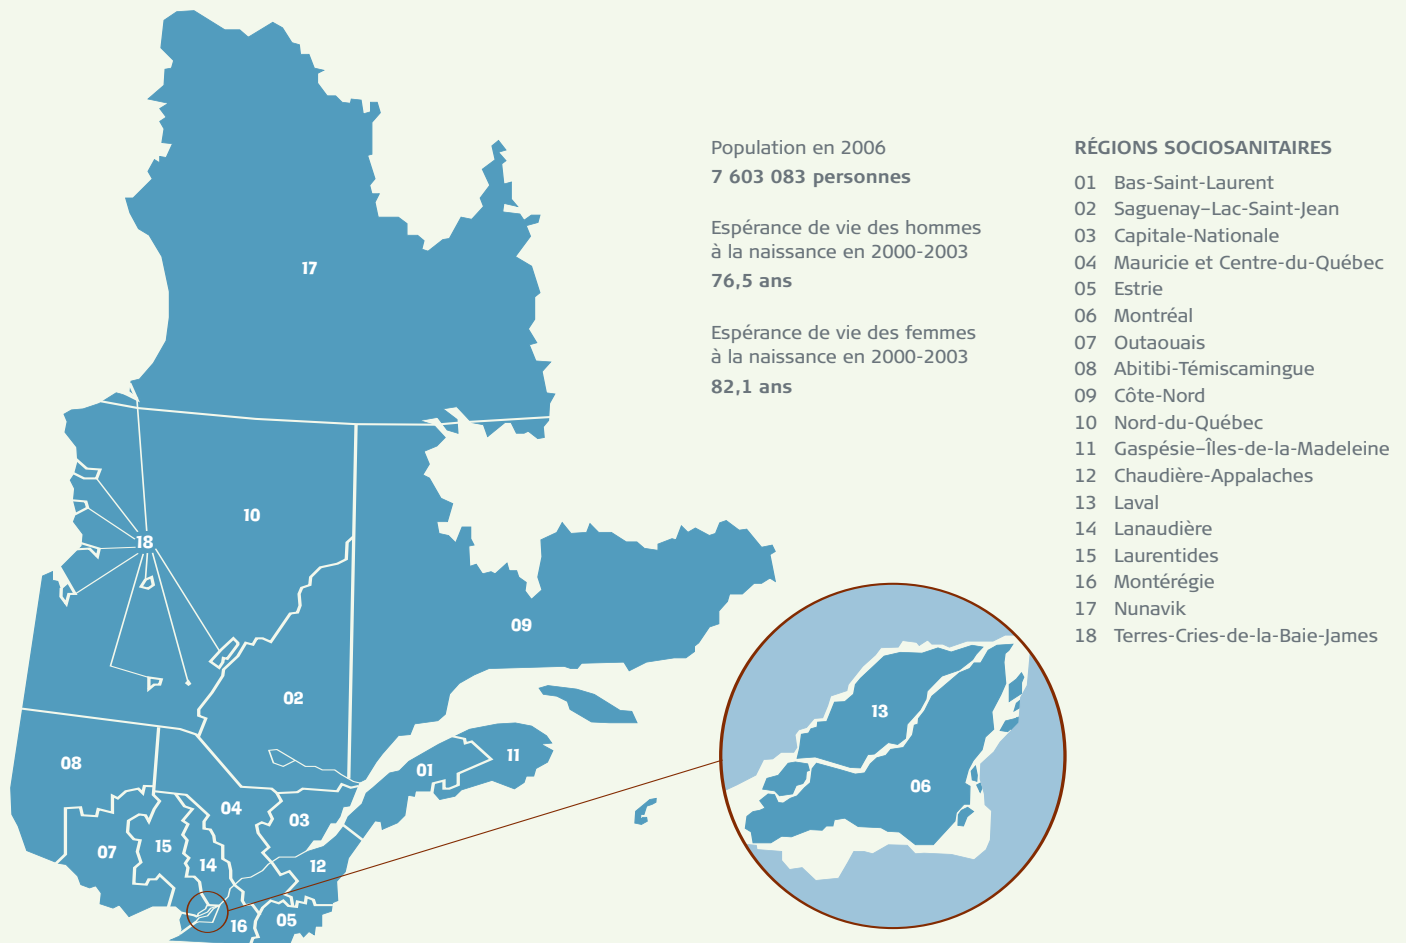 Population en 2006
7 603 083 personnes
Espérance de vie des hommes
à la naissance en 2000-2003
76,5 ans
Espérance de vie des femmes
à la naissance en 2000-2003
82,1 ans
RÉGIONS SOCIOSANITAIRES
01 Bas-Saint-Laurent
02 Saguenay–Lac-Saint-Jean
03 Capitale-Nationale
04 Mauricie et Centre-du-Québec
05 Estrie
06 Montréal
07 Outaouais
08 Abitibi-Témiscamingue
09 Côte-Nord
10 Nord-du-Québec
11 Gaspésie–Îles-de-la-Madeleine
12 Chaudière-Appalaches
13 Laval
14 Lanaudière
15 Laurentides
16 Montérégie
17 Nunavik
18 Terres-Cries-de-la-Baie-James
17
10
18
09
02
13
11
08
01
06
04
03
15
07
14
12
05
16